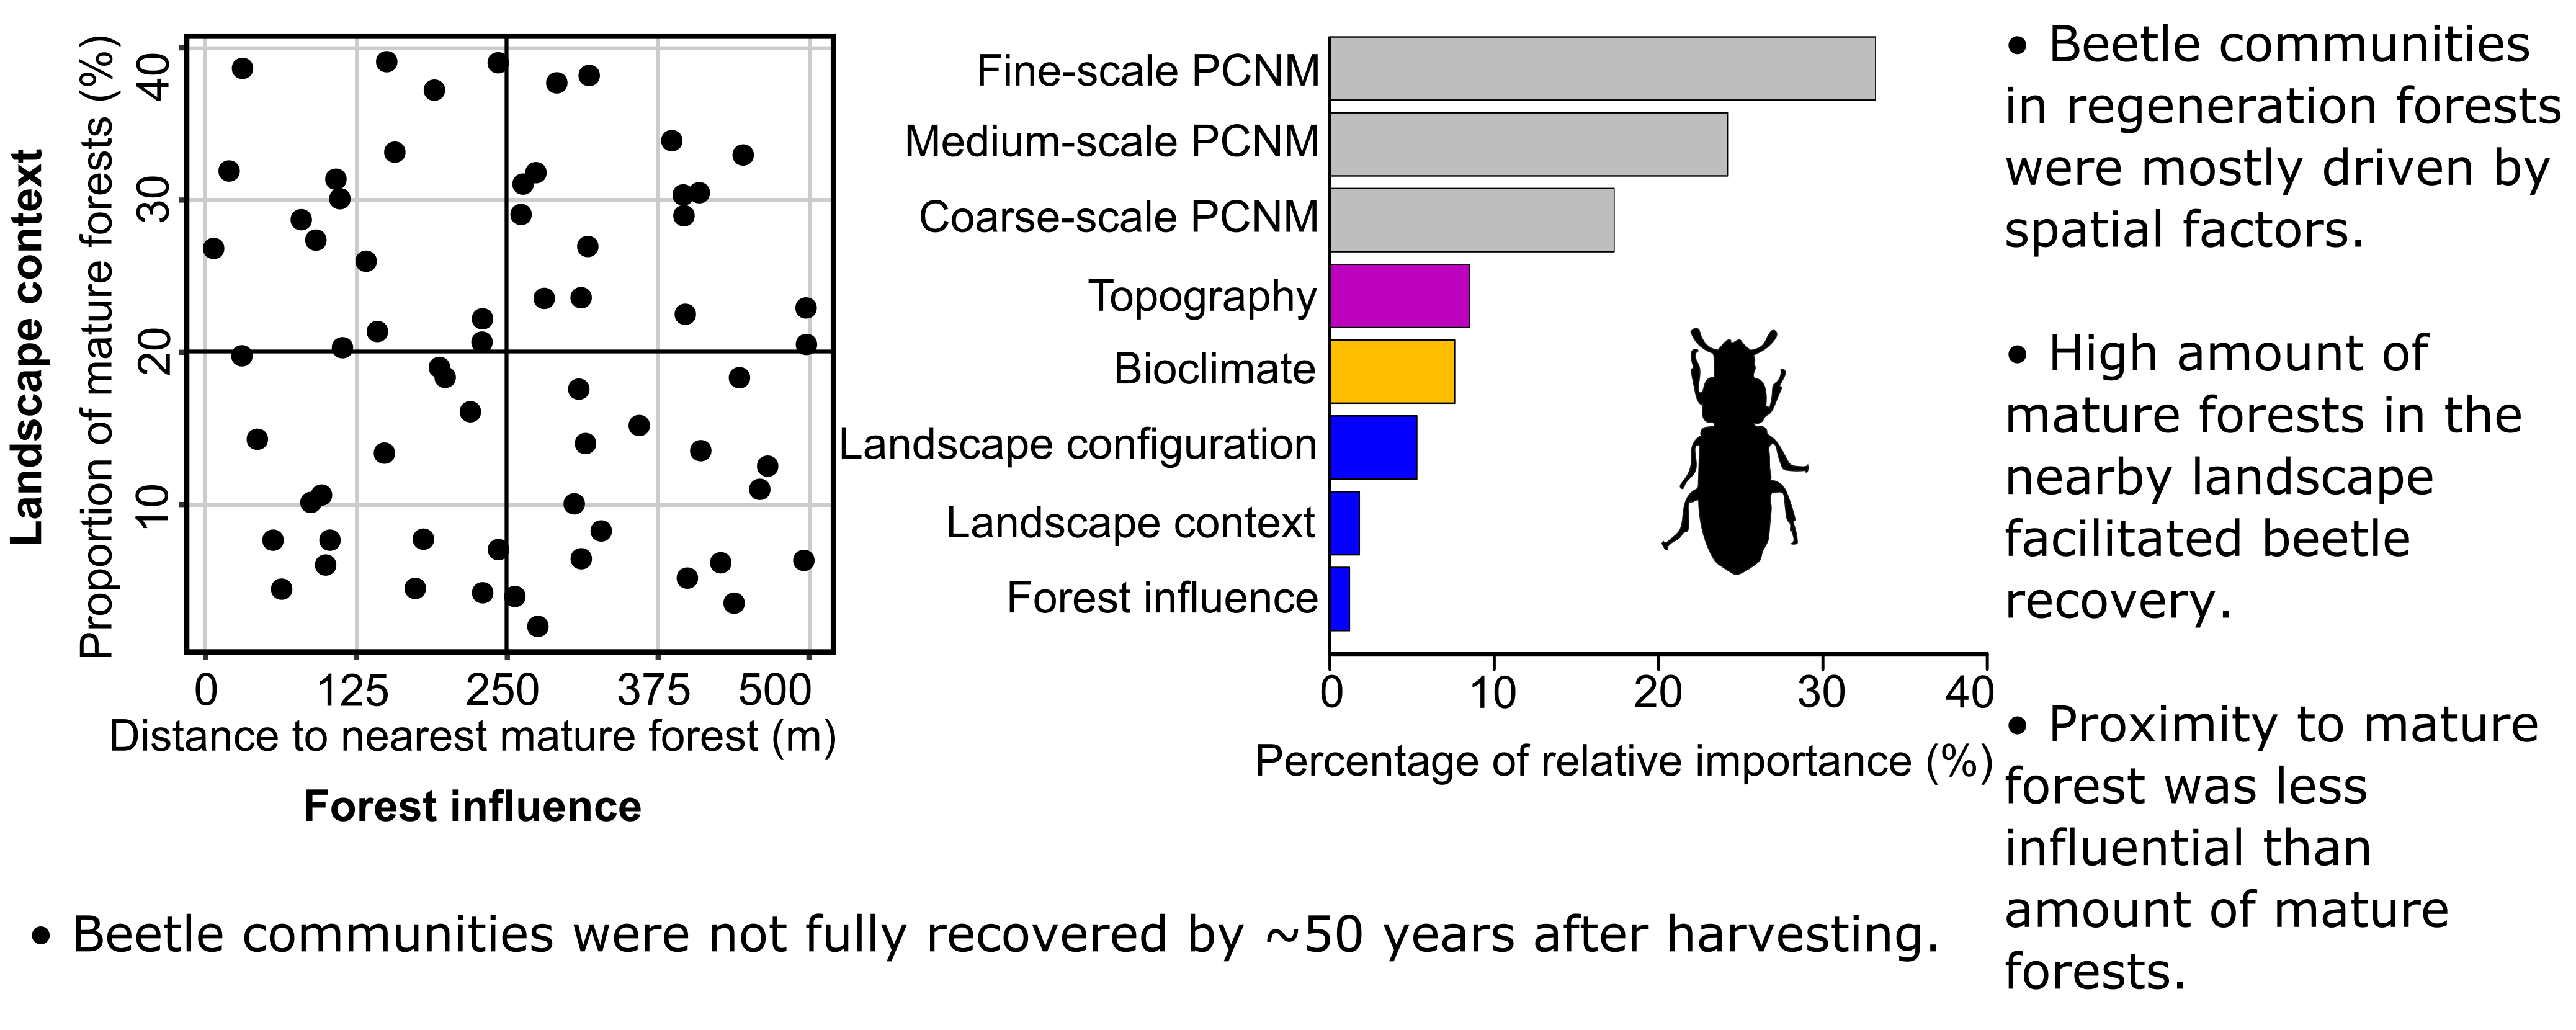 Landscape context
Proportion of mature forests (%)
40
30
20
10
0 125 250 375 500
Distance to nearest mature forest (m)
Forest influence
Fine-scale PCNM
Medium-scale PCNM
Coarse-scale PCNM
Topography
Bioclimate
Landscape configuration
Landscape context
Forest influence
0 10 20 30 40
Percentage of relative importance (%)
• Beetle communities
in regeneration forests
were mostly driven by
spatial factors.
• High amount of
mature forests in the
nearby landscape
facilitated beetle
recovery.
• Proximity to mature
forest was less
influential than
amount of mature
forests.
• Beetle communities were not fully recovered by ~50 years after harvesting.